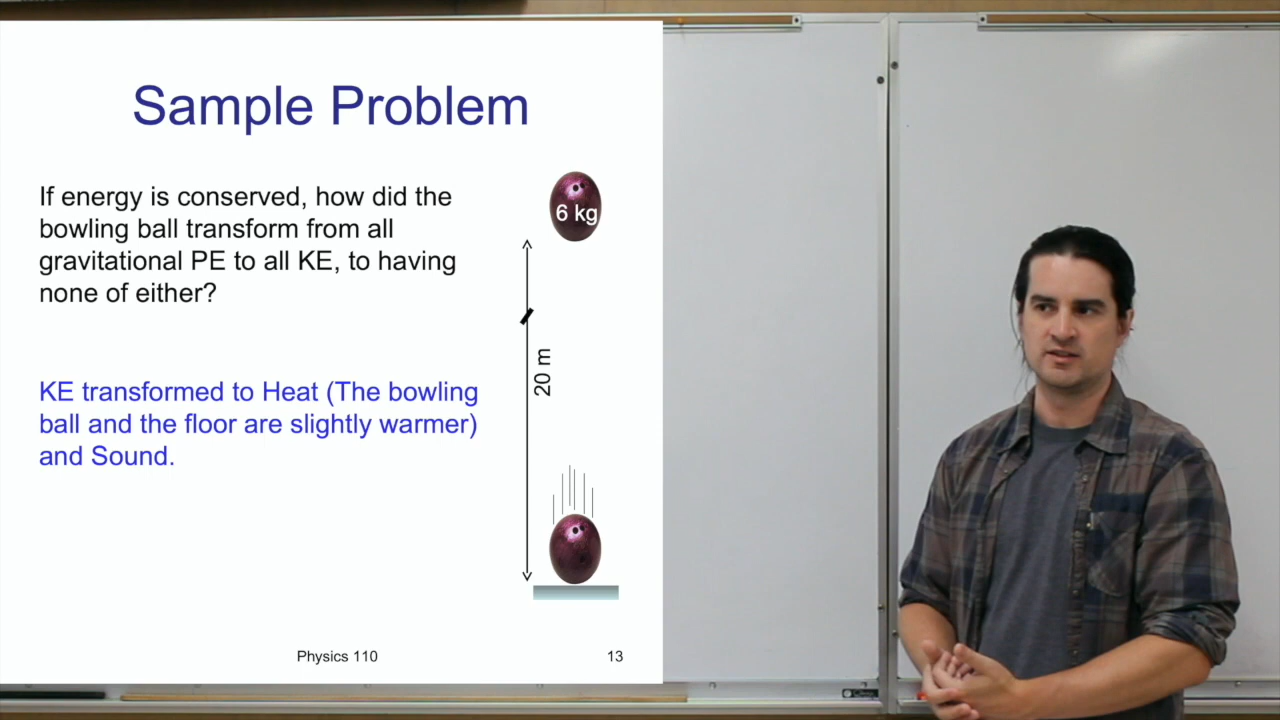 Sample Problem
If energy is conserved, how did the
bowling ball transform from all
gravitational PE to all KE, to having
none of either?
6 kg
20 m
KE transformed to Heat (The bowling
ball and the floor are slightly warmer)
and Sound.
Physics 110
13